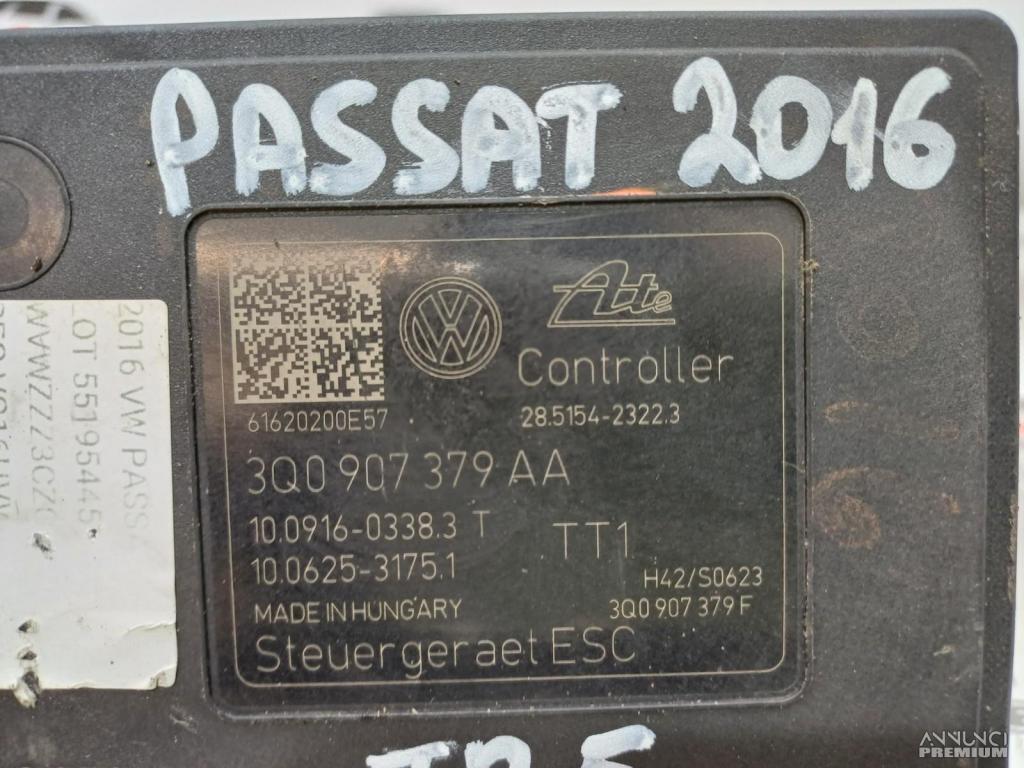 PASSAT 2016
Ate
Controller
61620200E57
28.5154-2322.3
3Q0 907 379 AA
10.0916-0338.3 T
TT1
10.0625-3175.1
H42/S0623
MADE IN HUNGARY
3Q0 907 379 F
Steuergeraet ESC
2016 VW PASS
LOT 55195445
ANNUNCI
PREMIUM